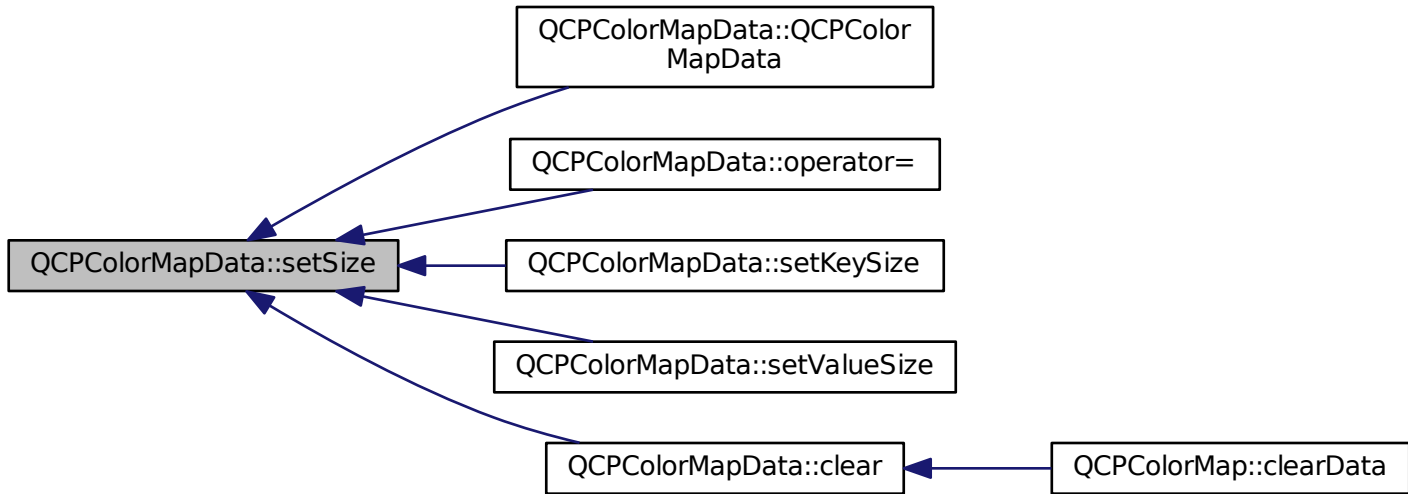 QCPColorMapData::QCPColor
MapData
QCPColorMapData::operator=
QCPColorMapData::setSize
QCPColorMapData::setKeySize
QCPColorMapData::setValueSize
QCPColorMapData::clear
QCPColorMap::clearData